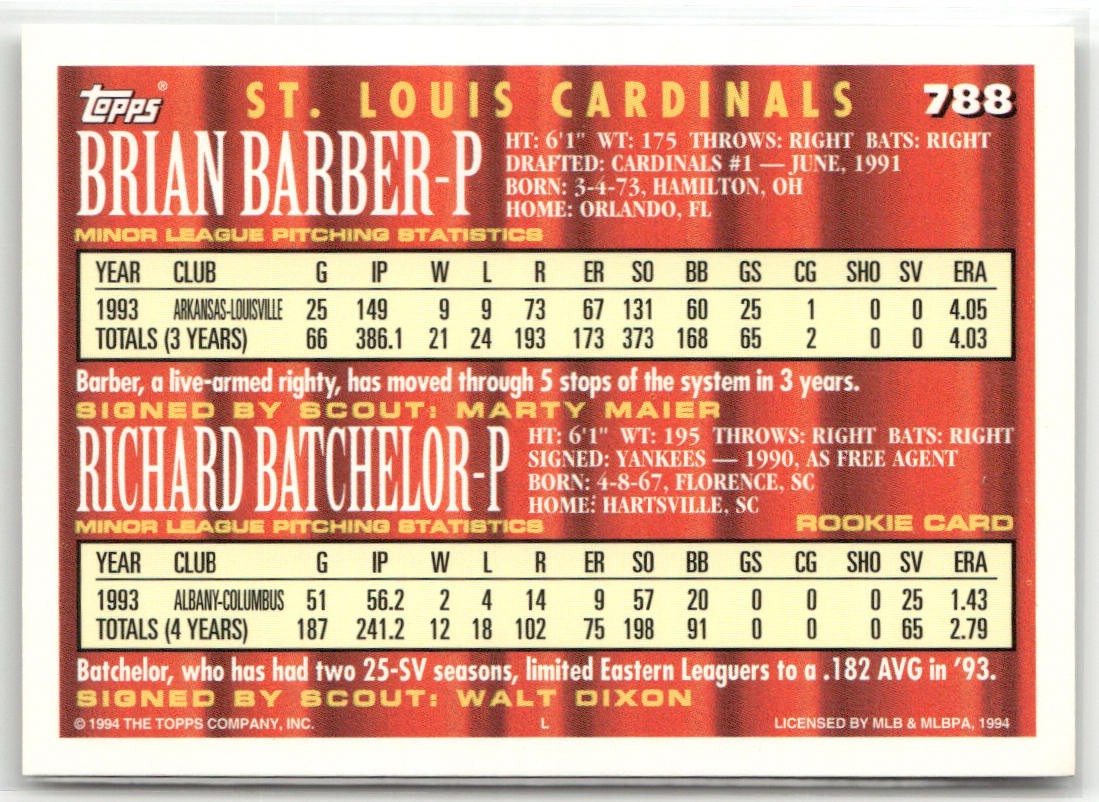 Topps® ST. LOUIS CARDINALS 788
BRIAN BARBER-P
HT: 6'1" WT: 175 THROWS: RIGHT BATS: RIGHT
DRAFTED: CARDINALS #1 — JUNE, 1991
BORN: 3-4-73, HAMILTON, OH
HOME: ORLANDO, FL
MINOR LEAGUE PITCHING STATISTICS
YEAR CLUB G IP W L R ER SO BB GS CG SHO SV ERA
1993 ARKANSAS-LOUISVILLE 25 149 9 9 73 67 131 60 25 1 0 0 4.05
TOTALS (3 YEARS) 66 386.1 21 24 193 173 373 168 65 2 0 0 4.03
Barber, a live-armed righty, has moved through 5 stops of the system in 3 years.
SIGNED BY SCOUT: MARTY MAIER
RICHARD BATCHELOR-P
HT: 6'1" WT: 195 THROWS: RIGHT BATS: RIGHT
SIGNED: YANKEES — 1990, AS FREE AGENT
BORN: 4-8-67, FLORENCE, SC
HOME: HARTSVILLE, SC
MINOR LEAGUE PITCHING STATISTICS ROOKIE CARD
YEAR CLUB G IP W L R ER SO BB GS CG SHO SV ERA
1993 ALBANY-COLUMBUS 51 56.2 2 4 14 9 57 20 0 0 0 25 1.43
TOTALS (4 YEARS) 187 241.2 12 18 102 75 198 91 0 0 0 65 2.79
Batchelor, who has had two 25-SV seasons, limited Eastern Leaguers to a .182 AVG in '93.
SIGNED BY SCOUT: WALT DIXON
© 1994 THE TOPPS COMPANY, INC. L LICENSED BY MLB & MLBPA, 1994